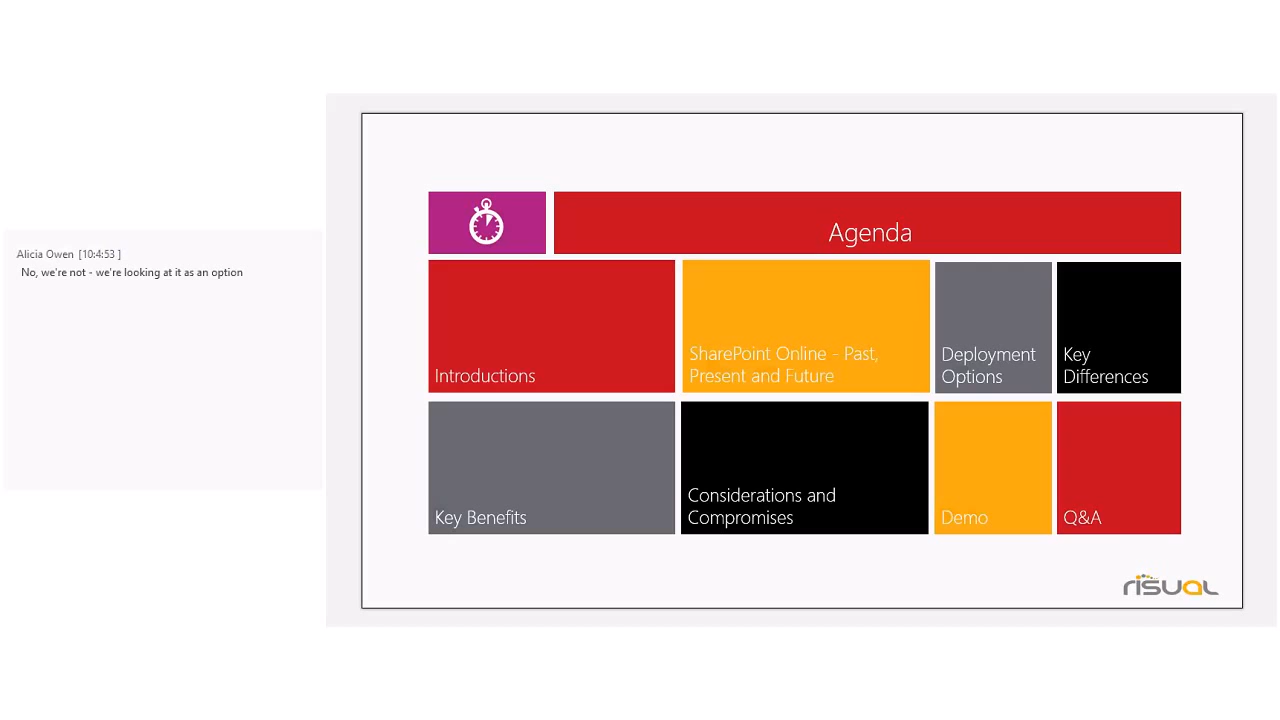 Alicia Owen [10:4:53 ]
No, we're not - we're looking at it as an option
Agenda
Introductions
SharePoint Online - Past,
Present and Future
Deployment
Options
Key
Differences
Key Benefits
Considerations and
Compromises
Demo
Q&A
risual